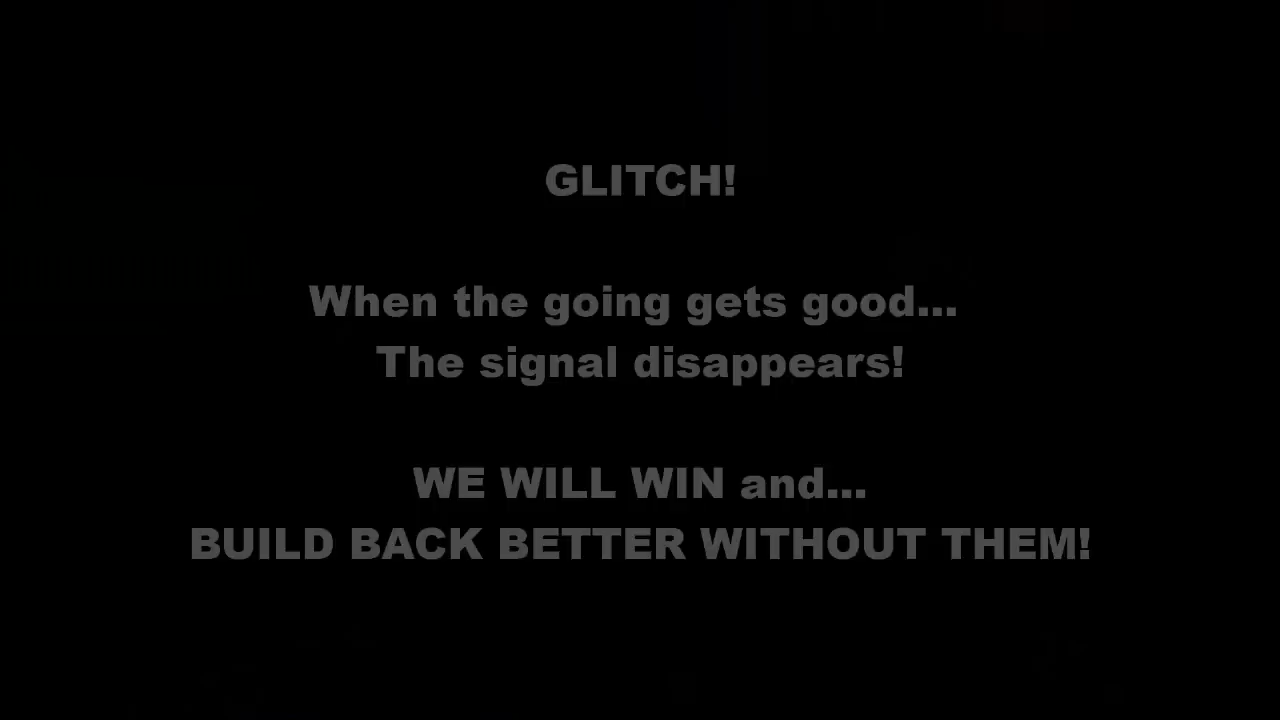 GLITCH!
When the going gets good...
The signal disappears!
WE WILL WIN and...
BUILD BACK BETTER WITHOUT THEM!